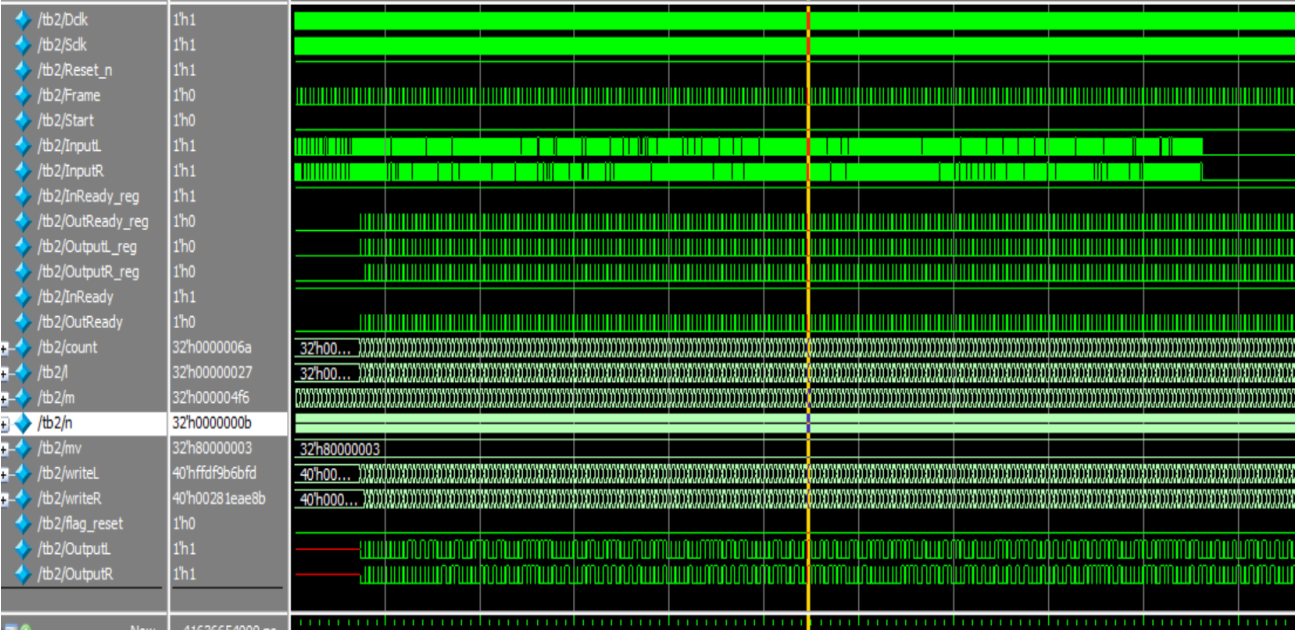 /tb2/Dclk 1'h1
/tb2/Sclk 1'h1
/tb2/Reset_n 1'h1
/tb2/Frame 1'h0
/tb2/Start 1'h0
/tb2/InputL 1'h1
/tb2/InputR 1'h1
/tb2/InReady_reg 1'h1
/tb2/OutReady_reg 1'h0
/tb2/OutputL_reg 1'h0
/tb2/OutputR_reg 1'h0
/tb2/InReady 1'h1
/tb2/OutReady 1'h0
/tb2/count 32'h0000006a 32'h00...
/tb2/l 32'h00000027 32'h00...
/tb2/m 32'h000004f6
/tb2/n 32'h0000000b
/tb2/mv 32'h80000003 32'h80000003
/tb2/writeL 40'hffdf9b6bfd 40'h00...
/tb2/writeR 40'h00281eae8b 40'h000...
/tb2/flag_reset 1'h0
/tb2/OutputL 1'h1
/tb2/OutputR 1'h1
Now